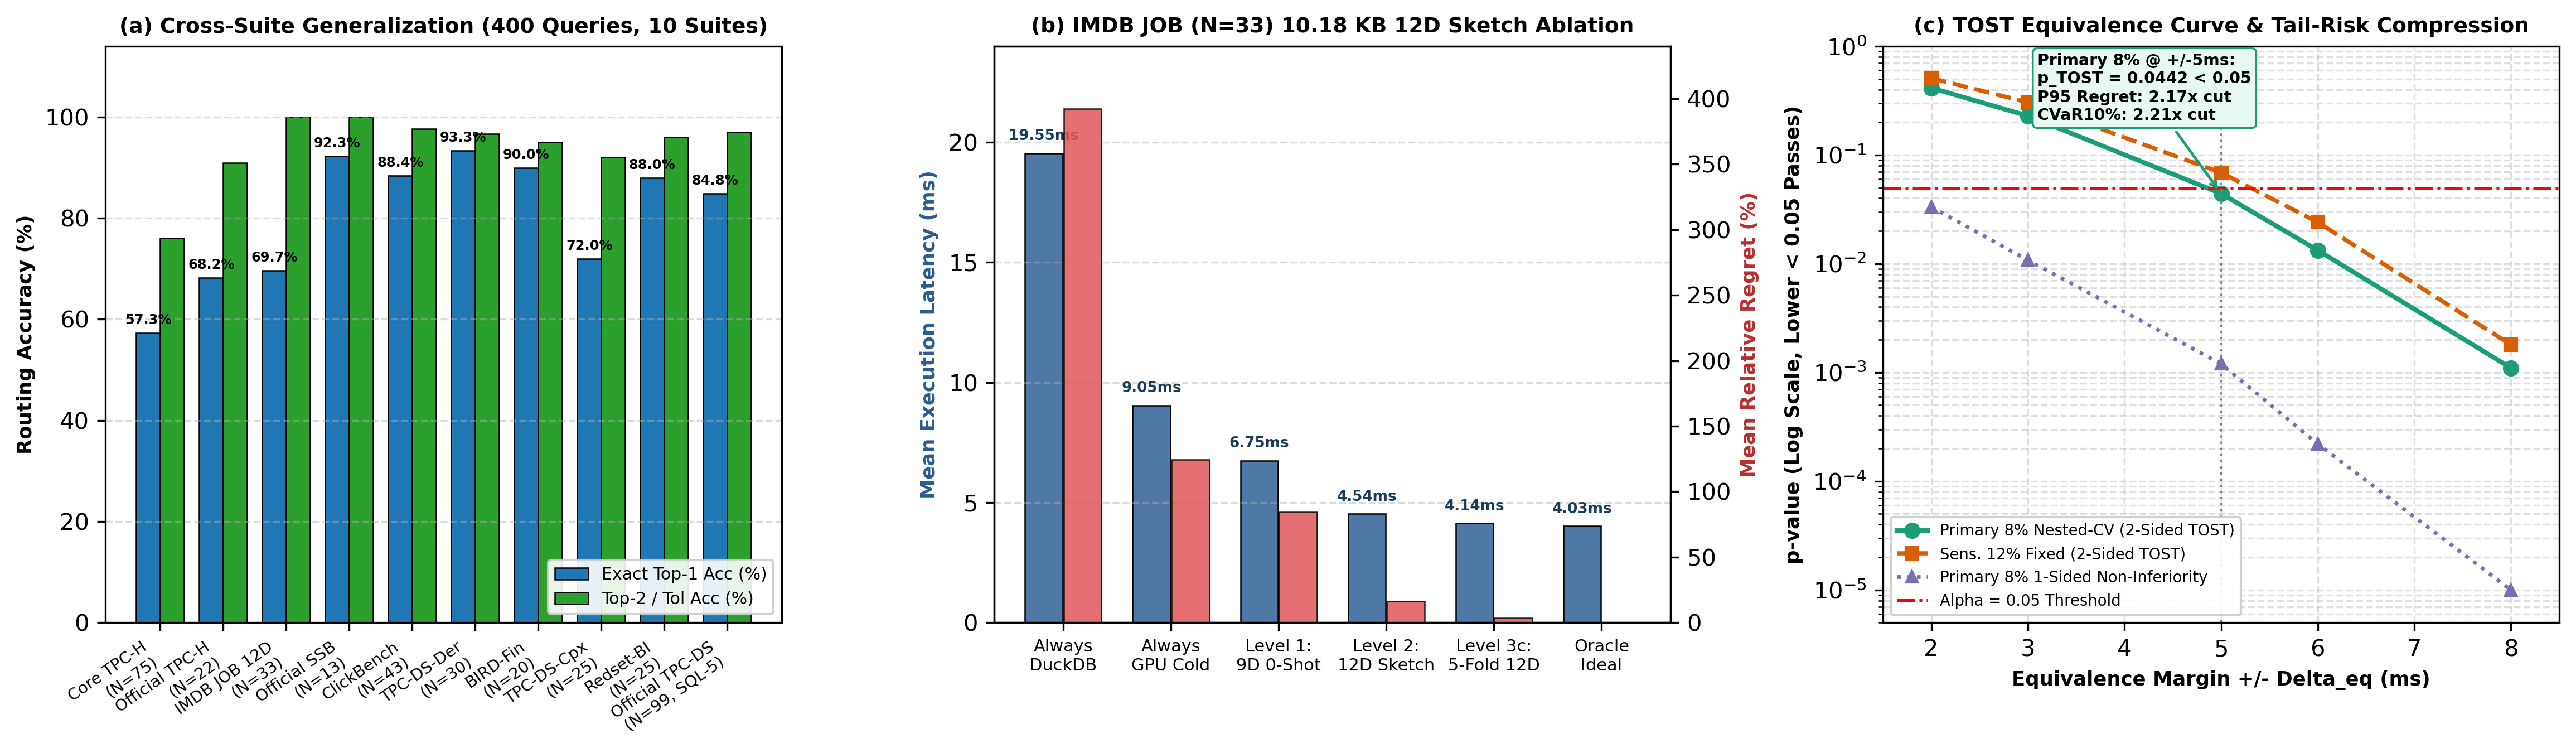 (a) Cross-Suite Generalization (400 Queries, 10 Suites)
Routing Accuracy (%)
100
80
60
40
20
0
57.3%
68.2%
69.7%
92.3%
88.4%
93.3%
90.0%
72.0%
88.0%
84.8%
Exact Top-1 Acc (%)
Top-2 / Tol Acc (%)
Core TPC-H
(N=75)
Official TPC-H
(N=22)
IMDB JOB 12D
(N=33)
Official SSB
(N=13)
ClickBench
(N=43)
TPC-DS-Der
(N=30)
BIRD-Fin
(N=20)
TPC-DS-Cpx
(N=25)
Redset-BI
(N=25)
Official TPC-DS
(N=99, SQL-5)
(b) IMDB JOB (N=33) 10.18 KB 12D Sketch Ablation
Mean Execution Latency (ms)
20
15
10
5
0
19.55ms
9.05ms
6.75ms
4.54ms
4.14ms
4.03ms
Always
DuckDB
Always
GPU Cold
Level 1:
9D 0-Shot
Level 2:
12D Sketch
Level 3c:
5-Fold 12D
Oracle
Ideal
400
350
300
250
200
150
100
50
0
Mean Relative Regret (%)
(c) TOST Equivalence Curve & Tail-Risk Compression
p-value (Log Scale, Lower < 0.05 Passes)
10^0
10^-1
10^-2
10^-3
10^-4
10^-5
Primary 8% @ +/-5ms:
p_TOST = 0.0442 < 0.05
P95 Regret: 2.17x cut
CVaR10%: 2.21x cut
Primary 8% Nested-CV (2-Sided TOST)
Sens. 12% Fixed (2-Sided TOST)
Primary 8% 1-Sided Non-Inferiority
Alpha = 0.05 Threshold
2
3
4
5
6
7
8
Equivalence Margin +/- Delta_eq (ms)